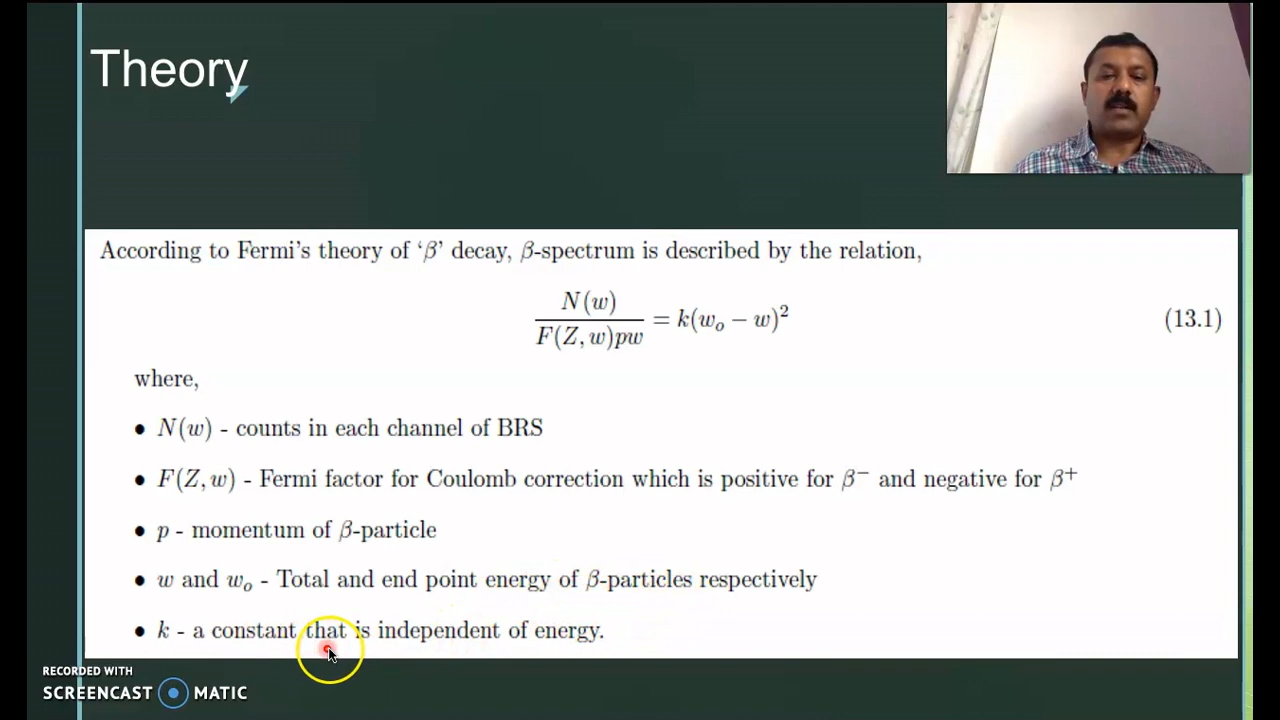 Theory
According to Fermi's theory of ‘β’ decay, β-spectrum is described by the relation,
N(w)
F(Z, w)pw
= k(wₒ − w)² (13.1)
where,
• N(w) - counts in each channel of BRS
• F(Z, w) - Fermi factor for Coulomb correction which is positive for β⁻ and negative for β⁺
• p - momentum of β-particle
• w and wₒ - Total and end point energy of β-particles respectively
• k - a constant that is independent of energy.
RECORDED WITH
SCREENCAST MATIC